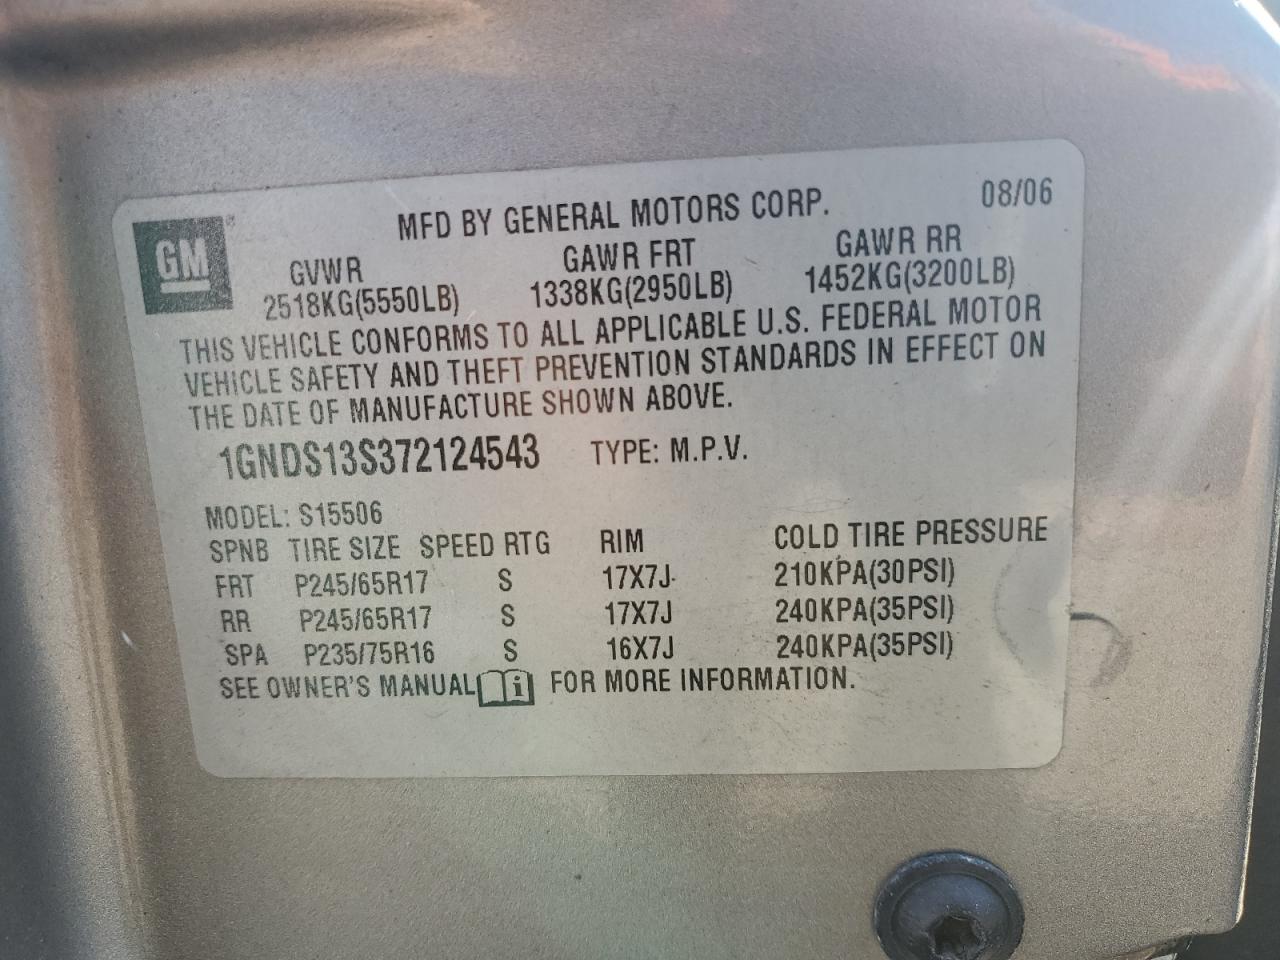 GM
MFD BY GENERAL MOTORS CORP. 08/06
GVWR GAWR FRT GAWR RR
2518KG(5550LB) 1338KG(2950LB) 1452KG(3200LB)
THIS VEHICLE CONFORMS TO ALL APPLICABLE U.S. FEDERAL MOTOR
VEHICLE SAFETY AND THEFT PREVENTION STANDARDS IN EFFECT ON
THE DATE OF MANUFACTURE SHOWN ABOVE.
1GNDS13S372124543 TYPE: M.P.V.
MODEL: S15506
SPNB TIRE SIZE SPEED RTG RIM COLD TIRE PRESSURE
FRT P245/65R17 S 17X7J 210KPA(30PSI)
RR P245/65R17 S 17X7J 240KPA(35PSI)
SPA P235/75R16 S 16X7J 240KPA(35PSI)
SEE OWNER'S MANUAL i FOR MORE INFORMATION.